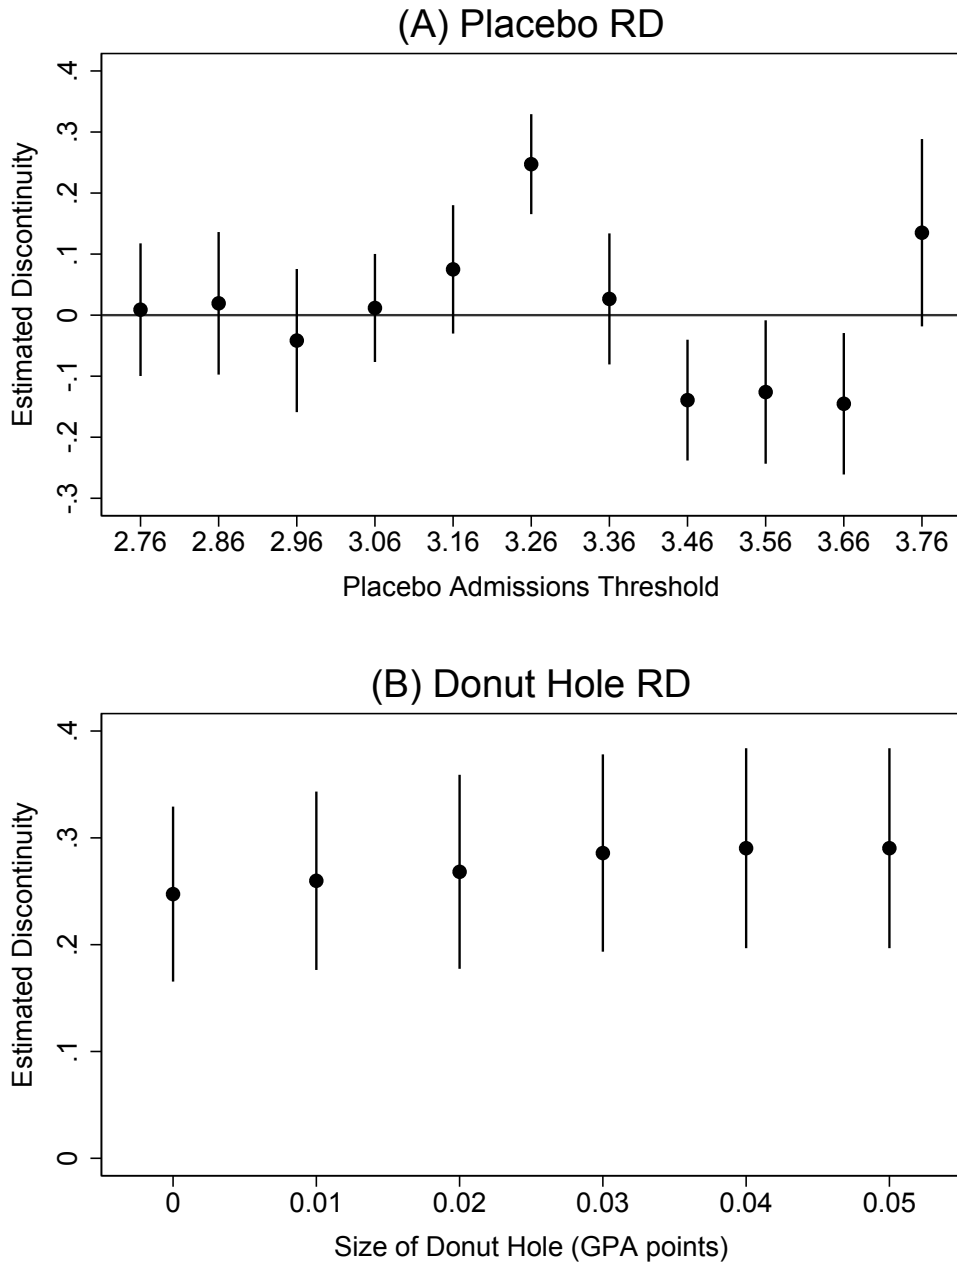 (A) Placebo RD
Estimated Discontinuity
.4
.3
.2
.1
0
-.1
-.2
-.3
2.76 2.86 2.96 3.06 3.16 3.26 3.36 3.46 3.56 3.66 3.76
Placebo Admissions Threshold
(B) Donut Hole RD
Estimated Discontinuity
.4
.3
.2
.1
0
0 0.01 0.02 0.03 0.04 0.05
Size of Donut Hole (GPA points)